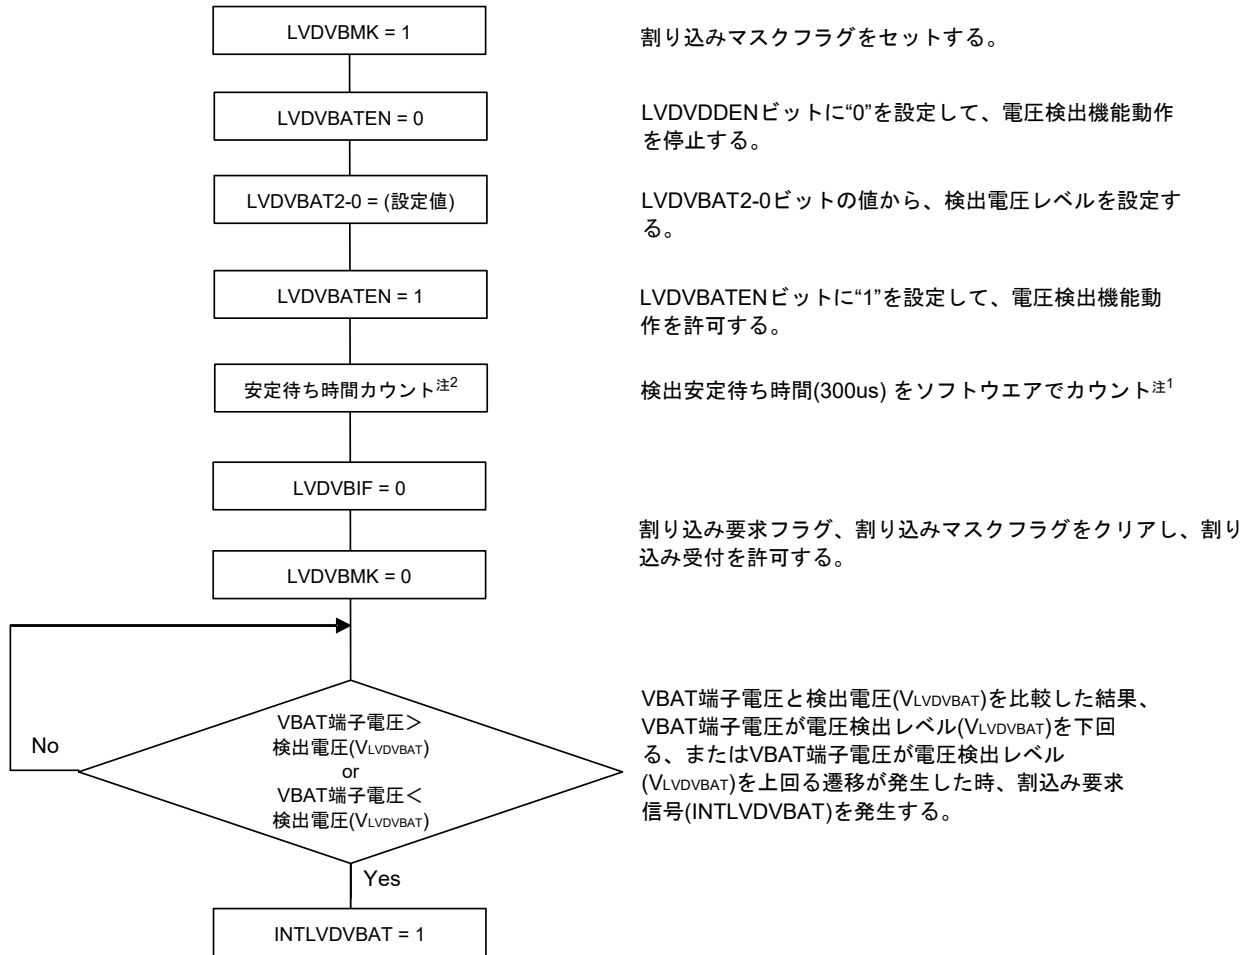 LVDVBMK = 1
割り込みマスクフラグをセットする。
LVDVBATEN = 0
LVDVDDENビットに“0”を設定して、電圧検出機能動作
を停止する。
LVDVBAT2-0 = (設定値)
LVDVBAT2-0ビットの値から、検出電圧レベルを設定す
る。
LVDVBATEN = 1
LVDVBATENビットに“1”を設定して、電圧検出機能動
作を許可する。
安定待ち時間カウント注2
検出安定待ち時間(300us) をソフトウエアでカウント注1
LVDVBIF = 0
LVDVBMK = 0
割り込み要求フラグ、割り込みマスクフラグをクリアし、割り
込み受付を許可する。
VBAT端子電圧＞
検出電圧(VLVDVBAT)
or
VBAT端子電圧＜
検出電圧(VLVDVBAT)
No
Yes
VBAT端子電圧と検出電圧(VLVDVBAT)を比較した結果、
VBAT端子電圧が電圧検出レベル(VLVDVBAT)を下回
る、またはVBAT端子電圧が電圧検出レベル
(VLVDVBAT)を上回る遷移が発生した時、割込み要求
信号(INTLVDVBAT)を発生する。
INTLVDVBAT = 1